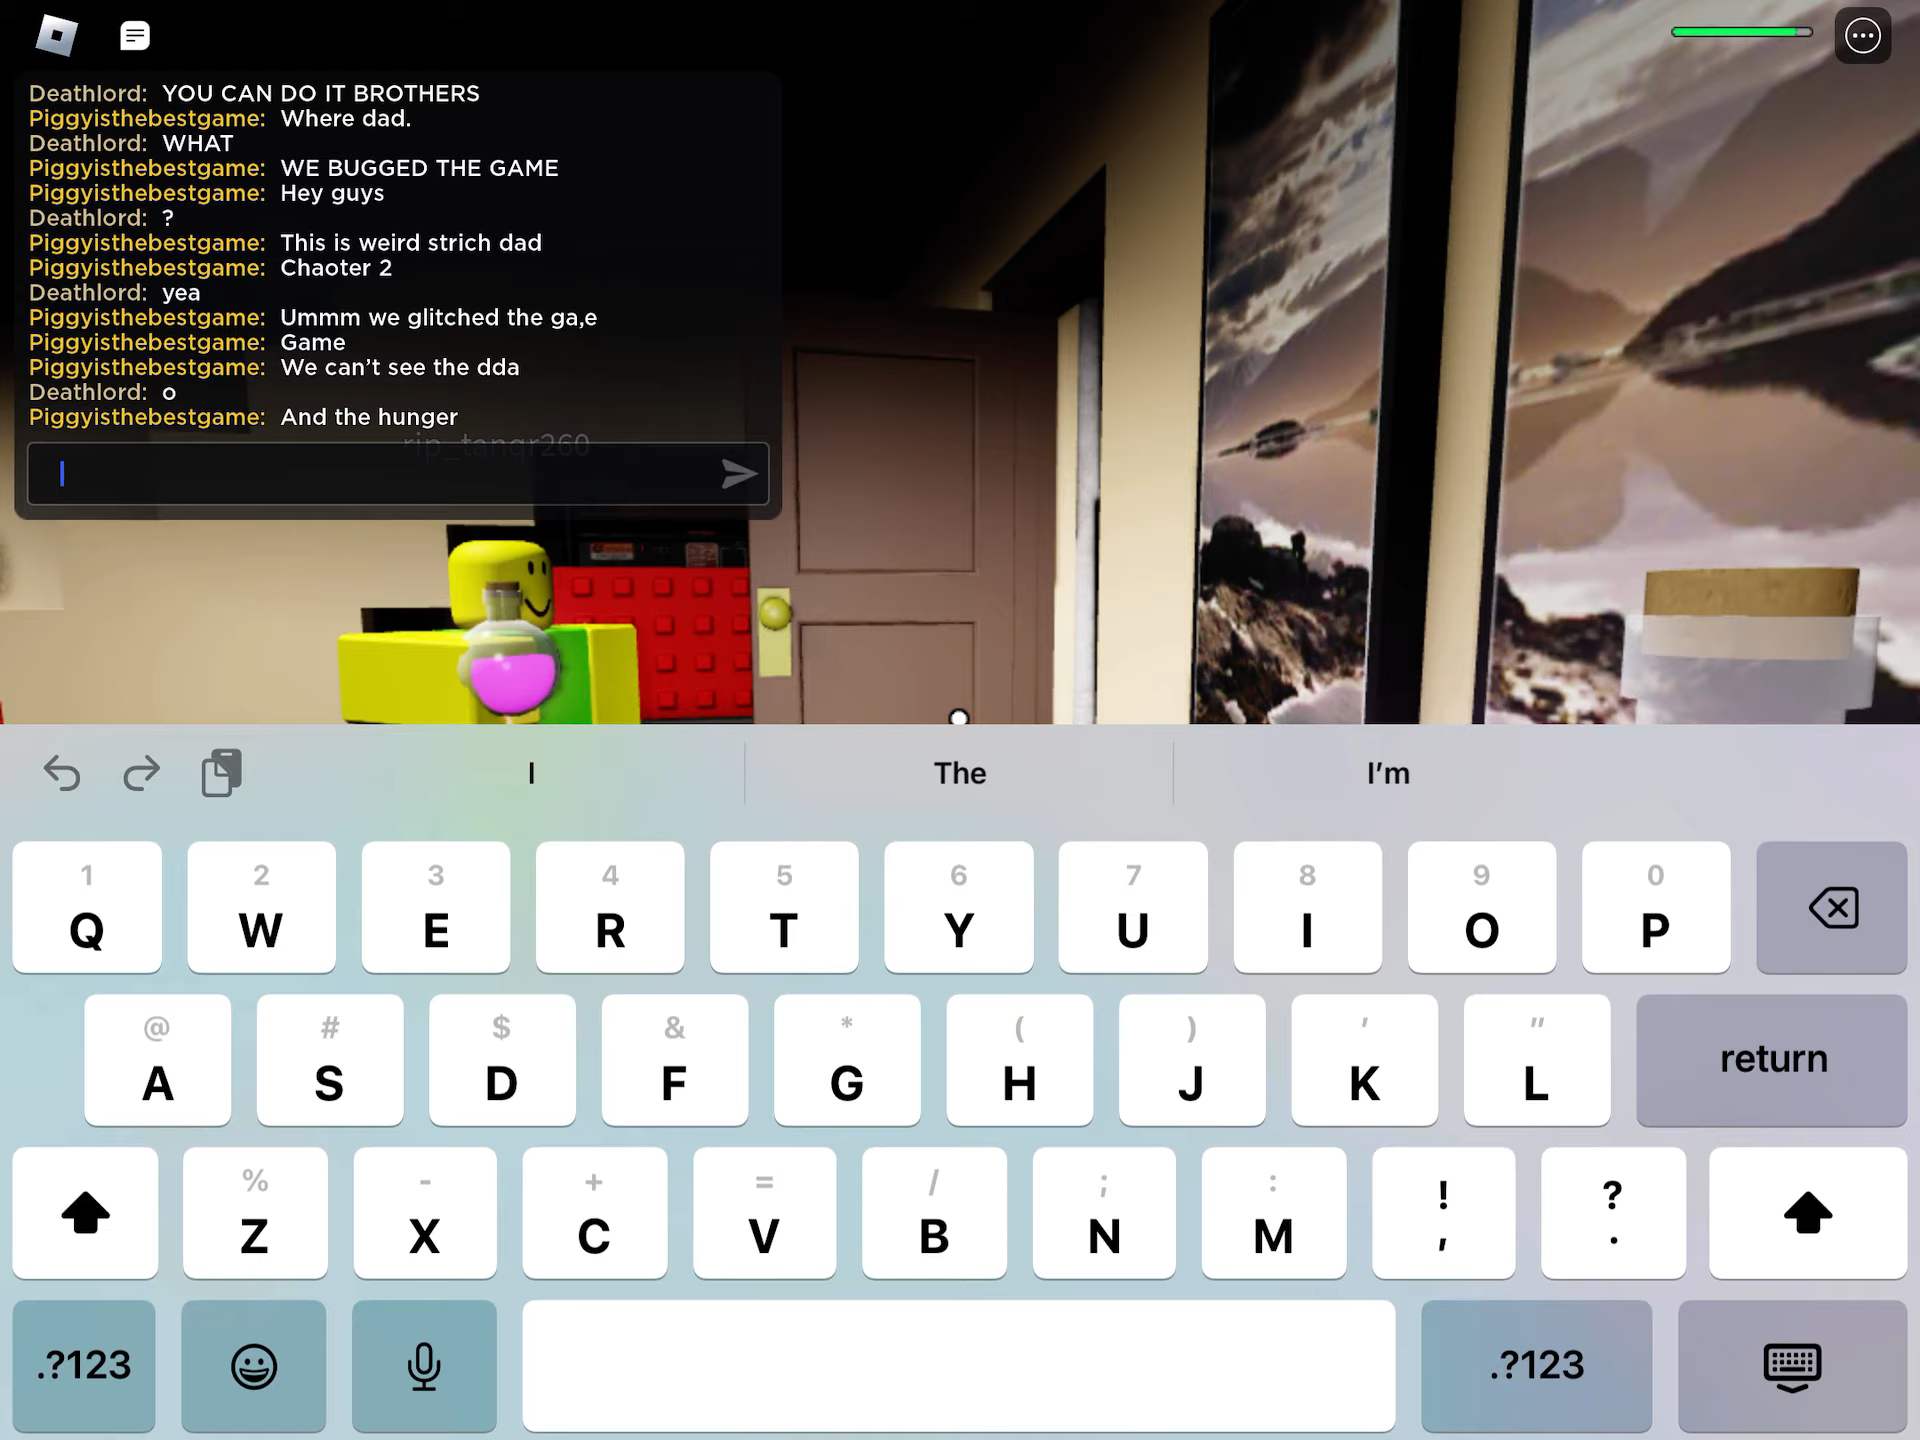 Deathlord: YOU CAN DO IT BROTHERS
Piggyisthebestgame: Where dad.
Deathlord: WHAT
Piggyisthebestgame: WE BUGGED THE GAME
Piggyisthebestgame: Hey guys
Deathlord: ?
Piggyisthebestgame: This is weird strich dad
Piggyisthebestgame: Chaoter 2
Deathlord: yea
Piggyisthebestgame: Ummm we glitched the ga,e
Piggyisthebestgame: Game
Piggyisthebestgame: We can’t see the dda
Deathlord: o
Piggyisthebestgame: And the hunger
rip_tanqr260
I The I’m
1 2 3 4 5 6 7 8 9 0
Q W E R T Y U I O P
@ # $ & * ( ) ' "
A S D F G H J K L return
% - + = / ; : ! ?
Z X C V B N M , .
.?123 .?123